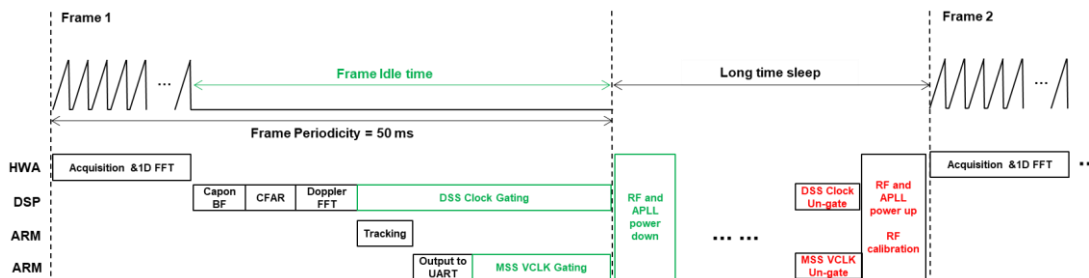 Frame 1
Frame 2
...
...
Frame Idle time
Long time sleep
Frame Periodicity = 50 ms
HWA
Acquisition &1D FFT
Acquisition &1D FFT
...
DSP
Capon
BF
CFAR
Doppler
FFT
DSS Clock Gating
RF and
APLL
power
down
DSS Clock
Un-gate
RF and
APLL
power up
RF
calibration
ARM
Tracking
... ...
ARM
Output to
UART
MSS VCLK Gating
MSS VCLK
Un-gate